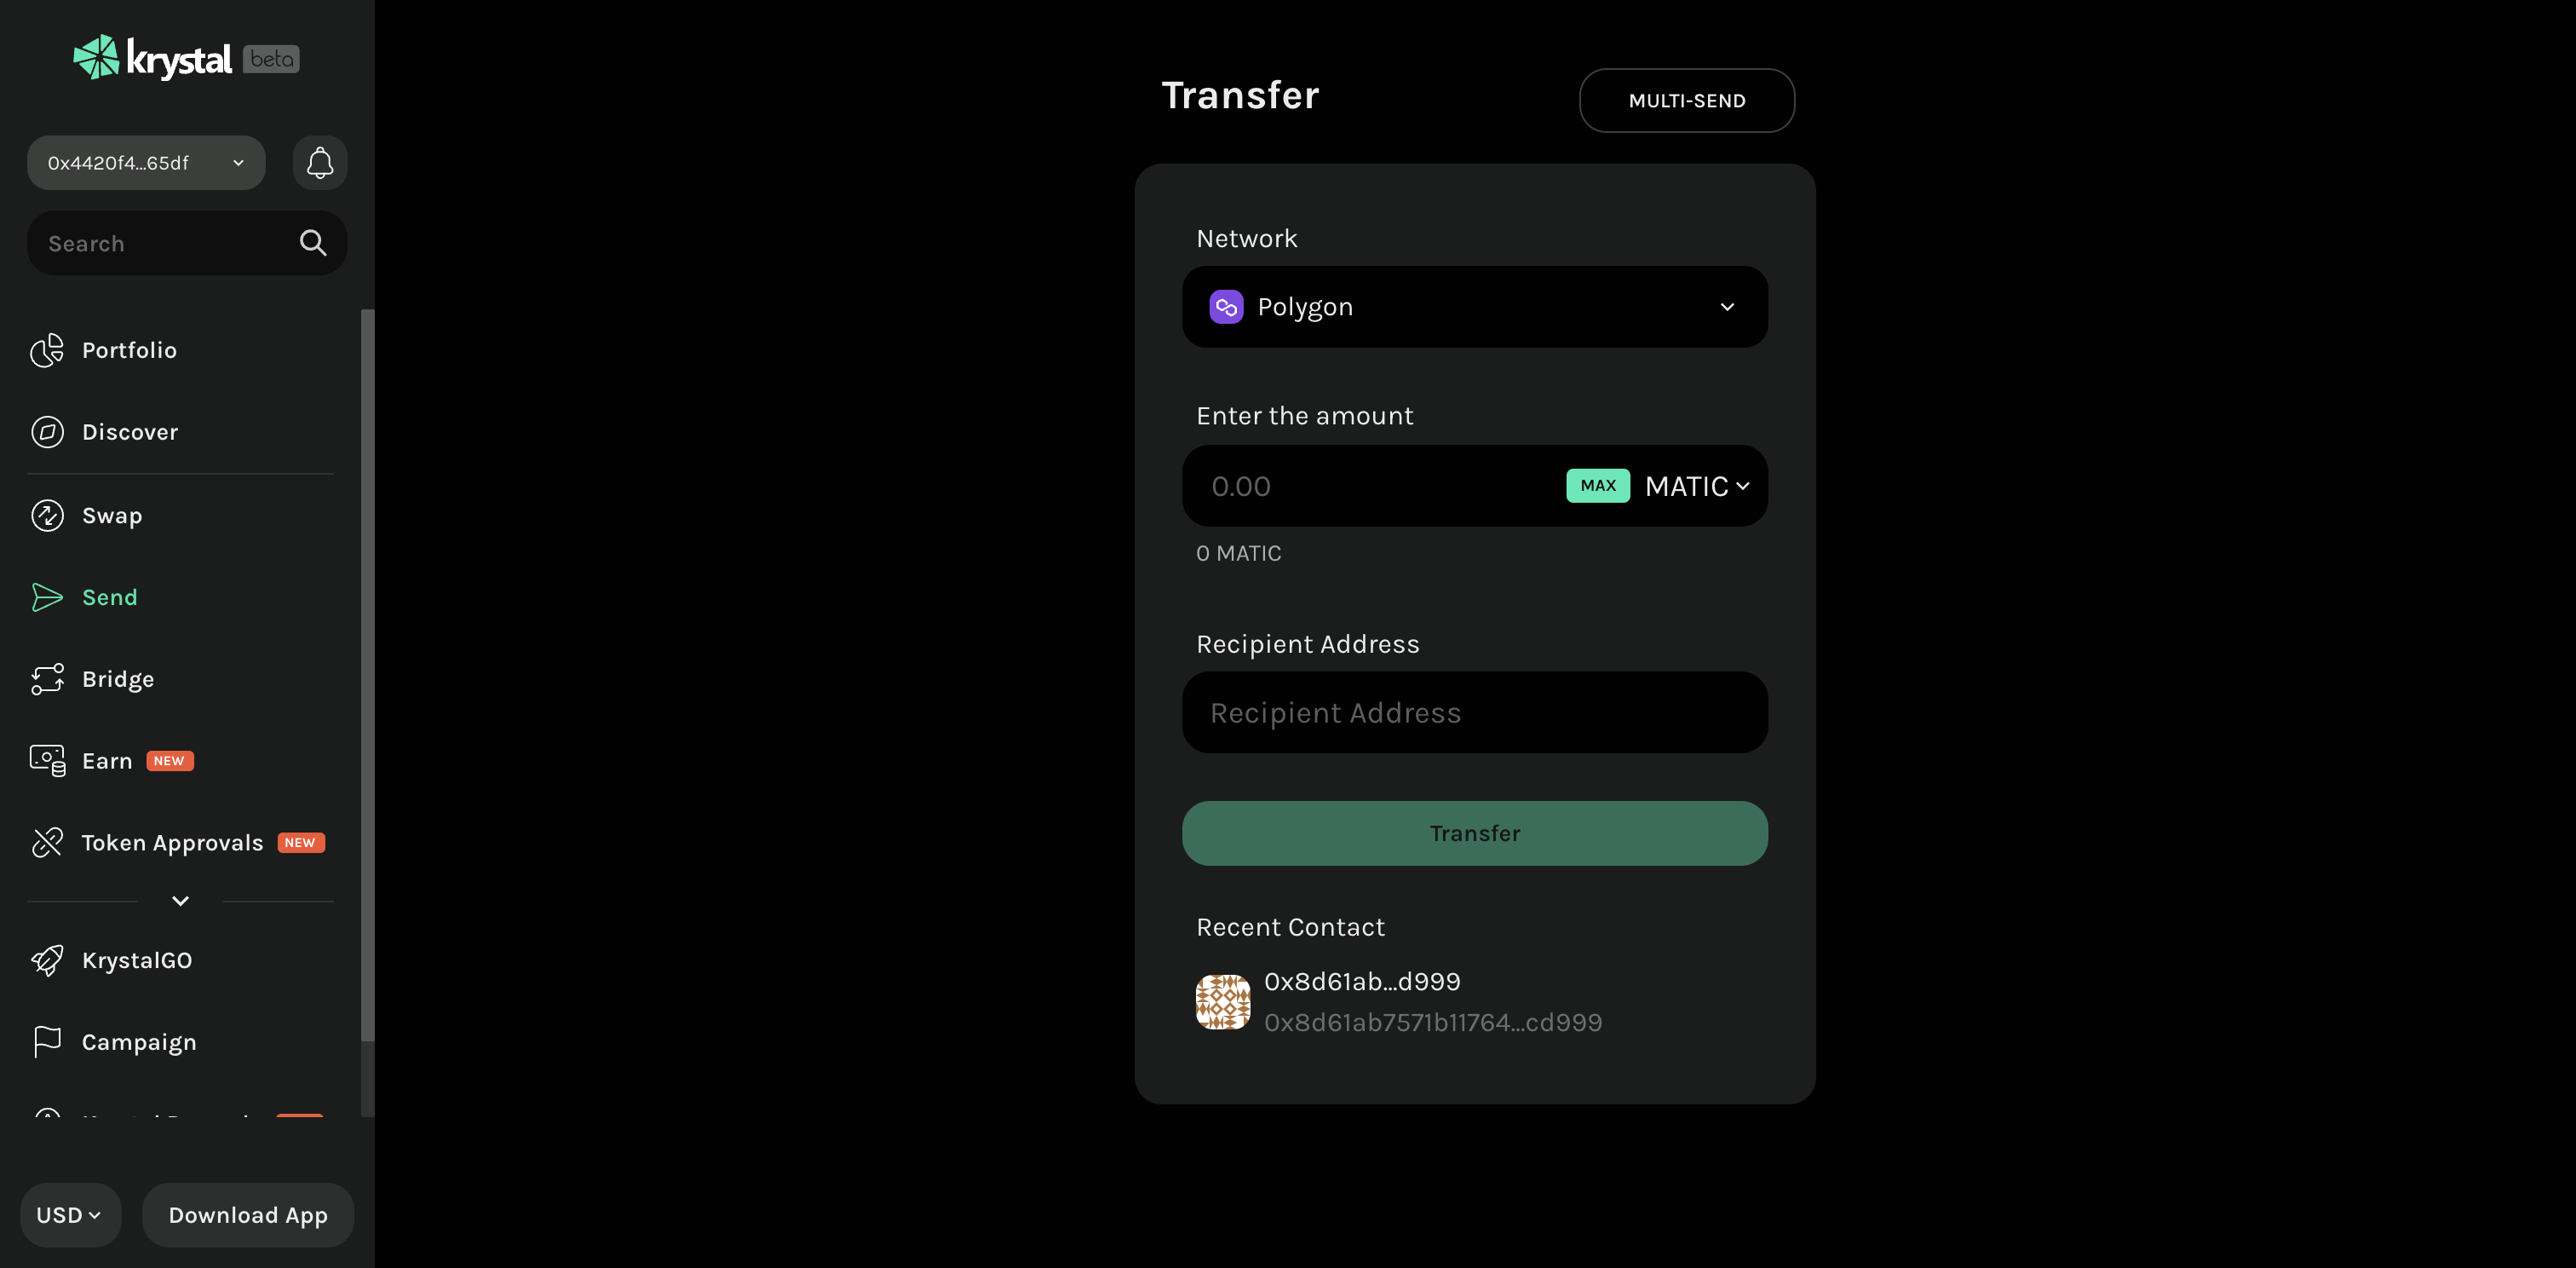 krystal beta
0x4420f4...65df
Search
Portfolio
Discover
Swap
Send
Bridge
Earn NEW
Token Approvals NEW
KrystalGO
Campaign
USD
Download App
Transfer
MULTI-SEND
Network
Polygon
Enter the amount
0.00 MAX MATIC
0 MATIC
Recipient Address
Recipient Address
Transfer
Recent Contact
0x8d61ab...d999
0x8d61ab7571b11764...cd999